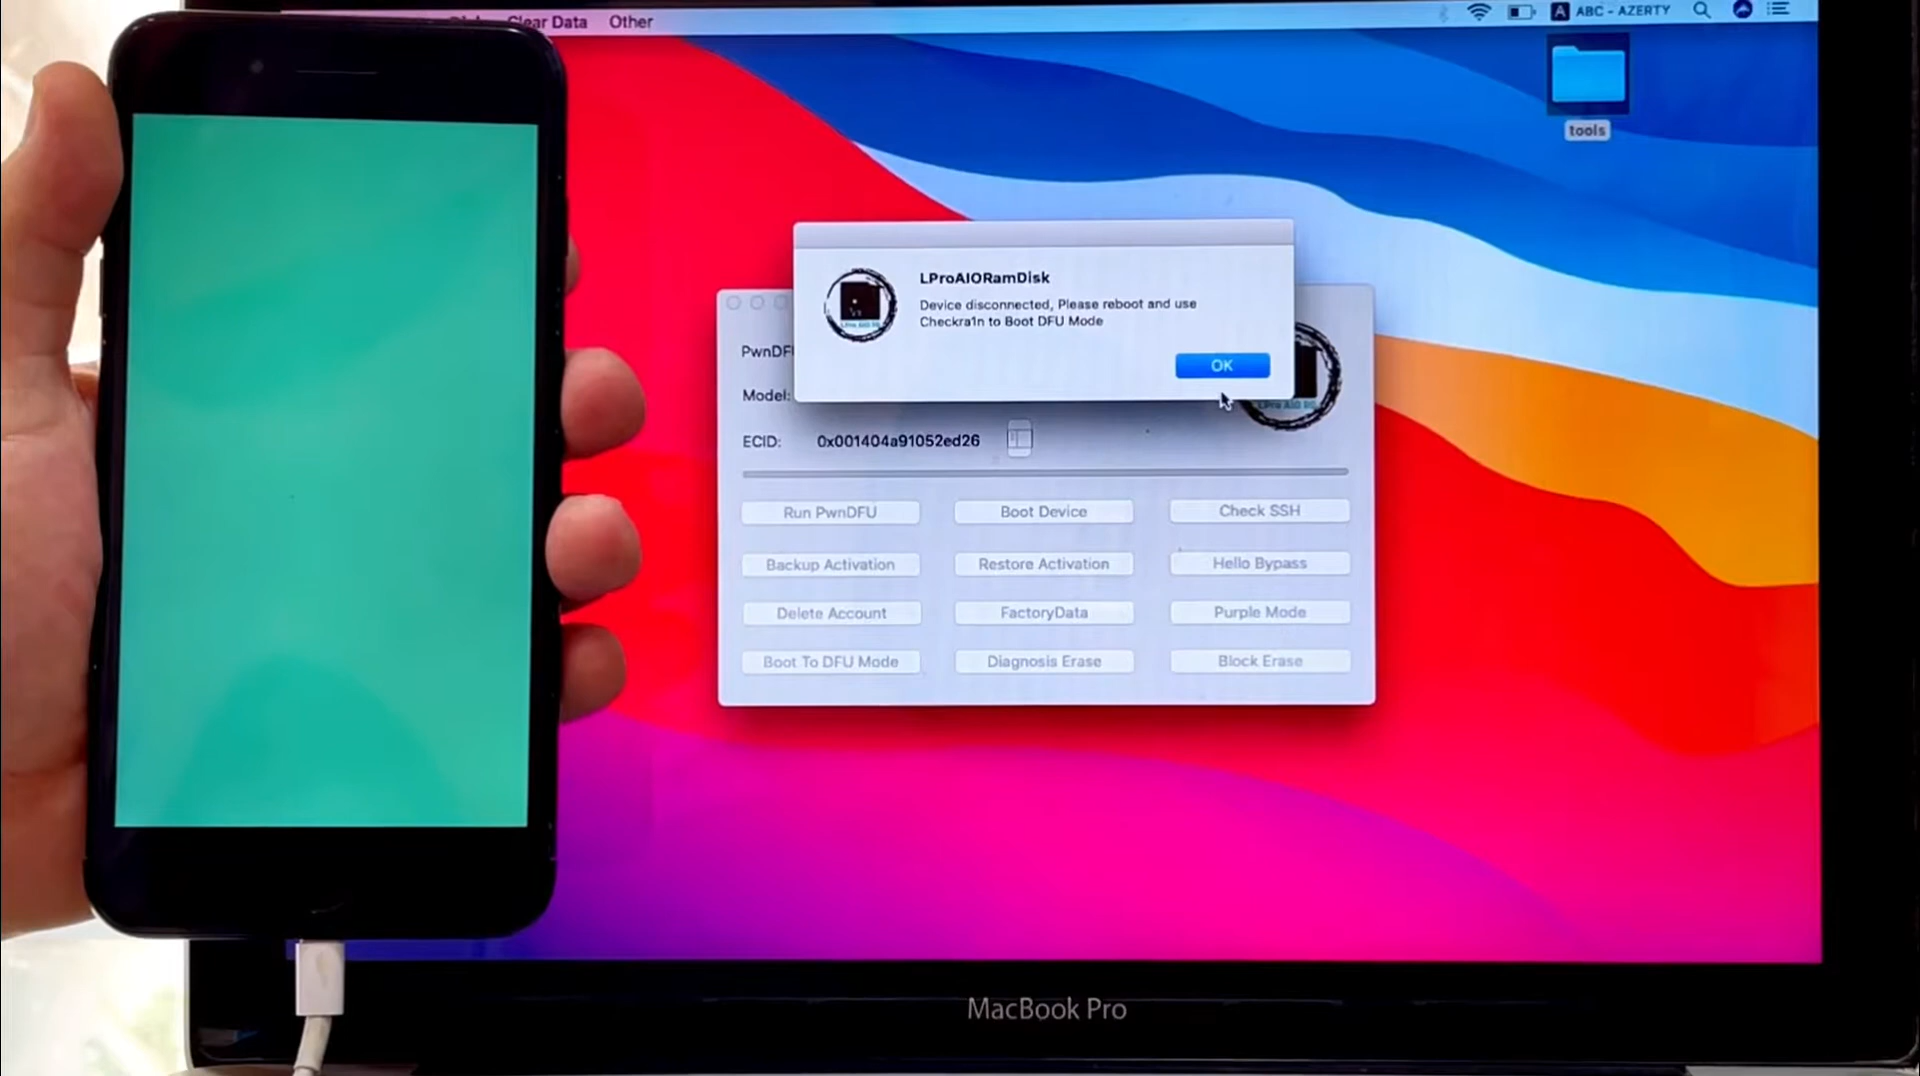 Clear Data Other
ABC - AZERTY
tools
LProAIORamDisk
Device disconnected, Please reboot and use
Checkra1n to Boot DFU Mode
OK
Model:
ECID: 0x001404a91052ed26
Run PwnDFU Boot Device Check SSH
Backup Activation Restore Activation Hello Bypass
Delete Account FactoryData Purple Mode
Boot To DFU Mode Diagnosis Erase Block Erase
MacBook Pro